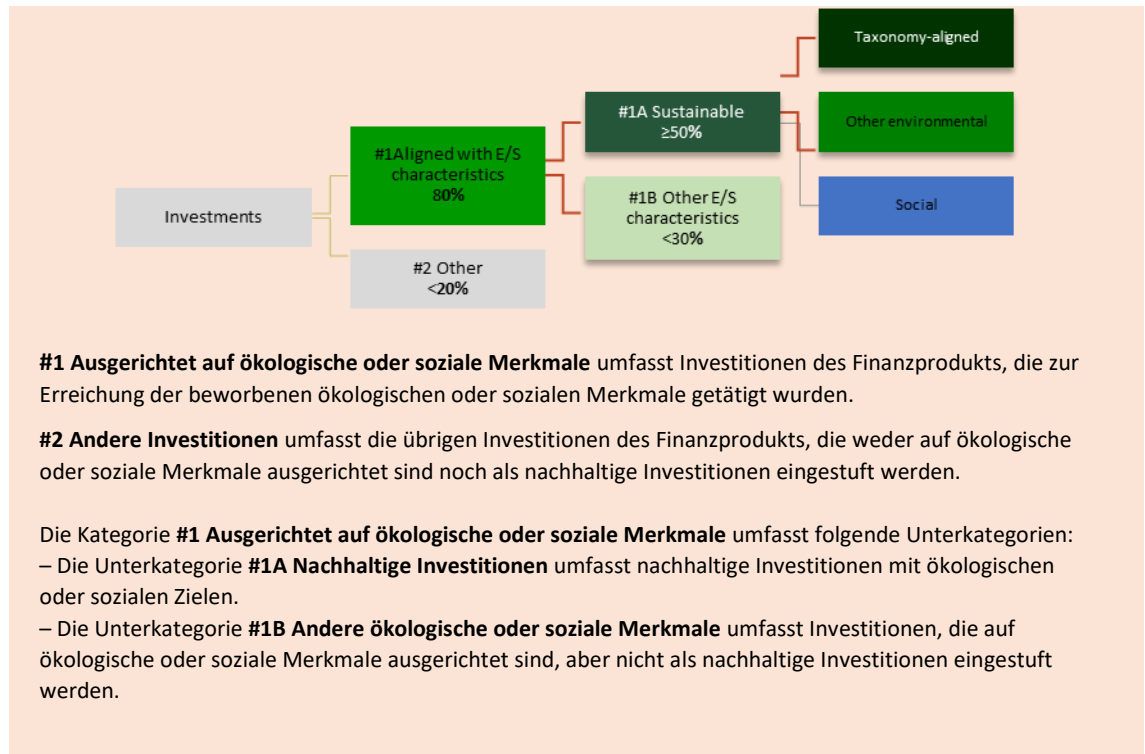 Taxonomy-aligned
#1A Sustainable
≥50%
Other environmental
#1Aligned with E/S
characteristics
80%
#1B Other E/S
characteristics
<30%
Social
Investments
#2 Other
<20%
#1 Ausgerichtet auf ökologische oder soziale Merkmale umfasst Investitionen des Finanzprodukts, die zur
Erreichung der beworbenen ökologischen oder sozialen Merkmale getätigt wurden.
#2 Andere Investitionen umfasst die übrigen Investitionen des Finanzprodukts, die weder auf ökologische
oder soziale Merkmale ausgerichtet sind noch als nachhaltige Investitionen eingestuft werden.
Die Kategorie #1 Ausgerichtet auf ökologische oder soziale Merkmale umfasst folgende Unterkategorien:
– Die Unterkategorie #1A Nachhaltige Investitionen umfasst nachhaltige Investitionen mit ökologischen
oder sozialen Zielen.
– Die Unterkategorie #1B Andere ökologische oder soziale Merkmale umfasst Investitionen, die auf
ökologische oder soziale Merkmale ausgerichtet sind, aber nicht als nachhaltige Investitionen eingestuft
werden.